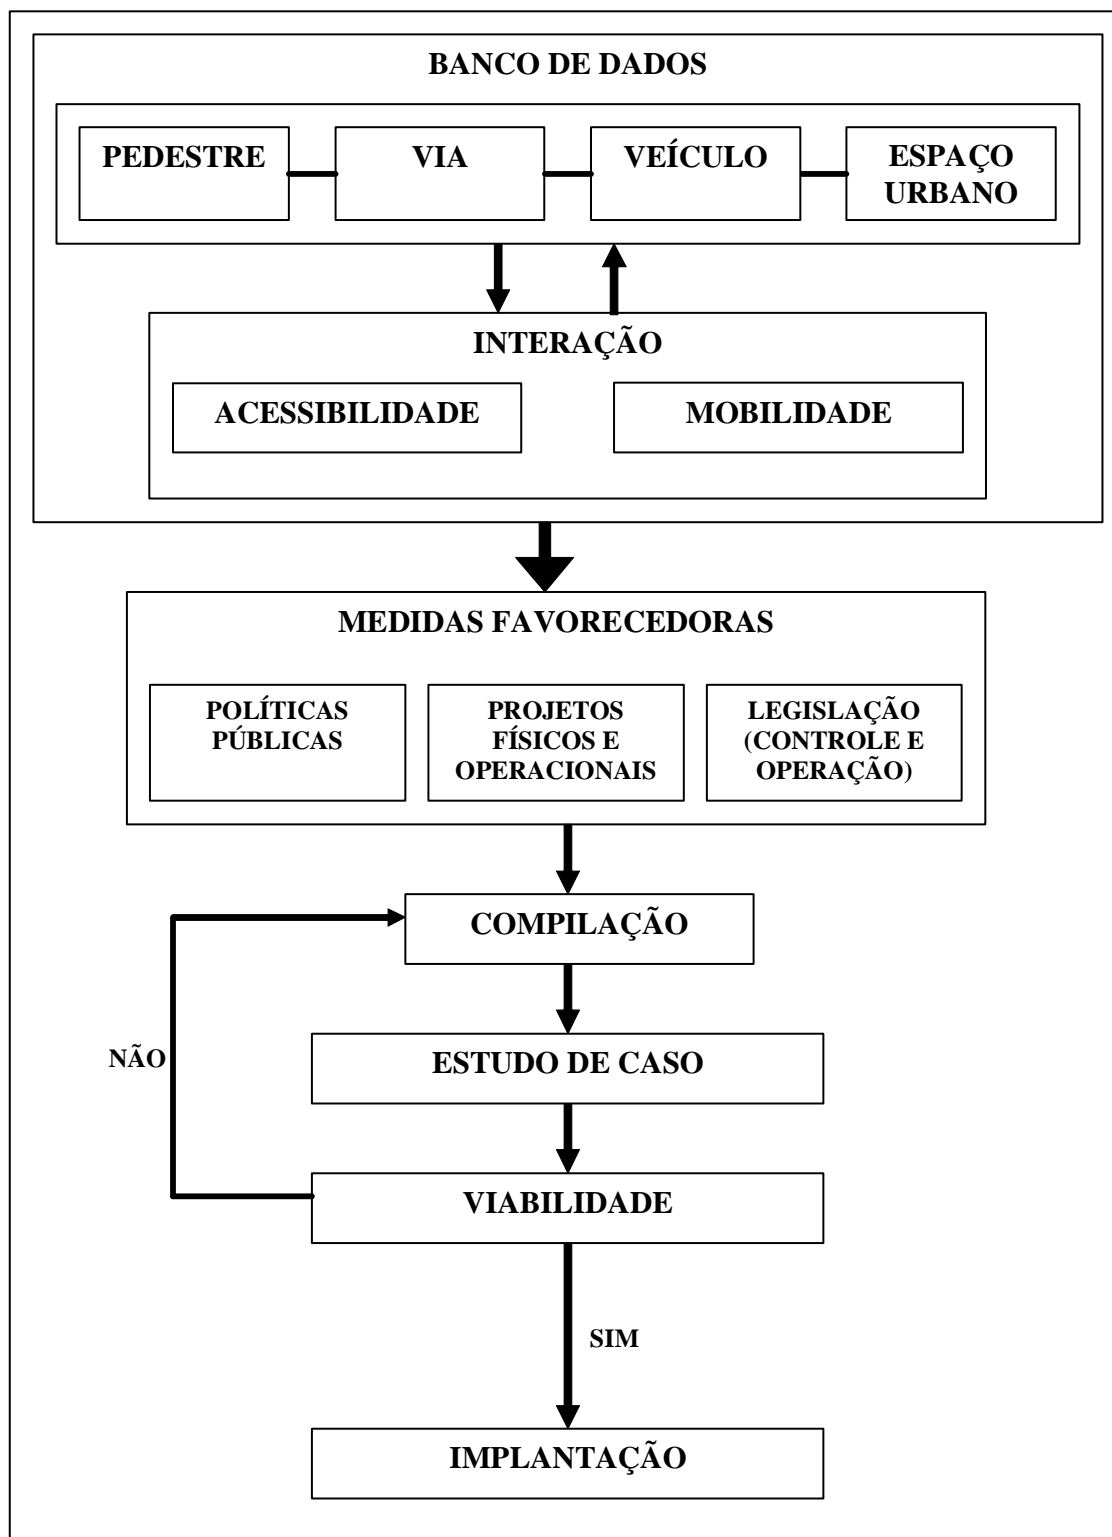 BANCO DE DADOS
PEDESTRE
VIA
VEÍCULO
ESPAÇO
URBANO
INTERAÇÃO
ACESSIBILIDADE
MOBILIDADE
MEDIDAS FAVORECEDORAS
POLÍTICAS
PÚBLICAS
PROJETOS
FÍSICOS E
OPERACIONAIS
LEGISLAÇÃO
(CONTROLE E
OPERAÇÃO)
COMPILAÇÃO
NÃO
ESTUDO DE CASO
VIABILIDADE
SIM
IMPLANTAÇÃO